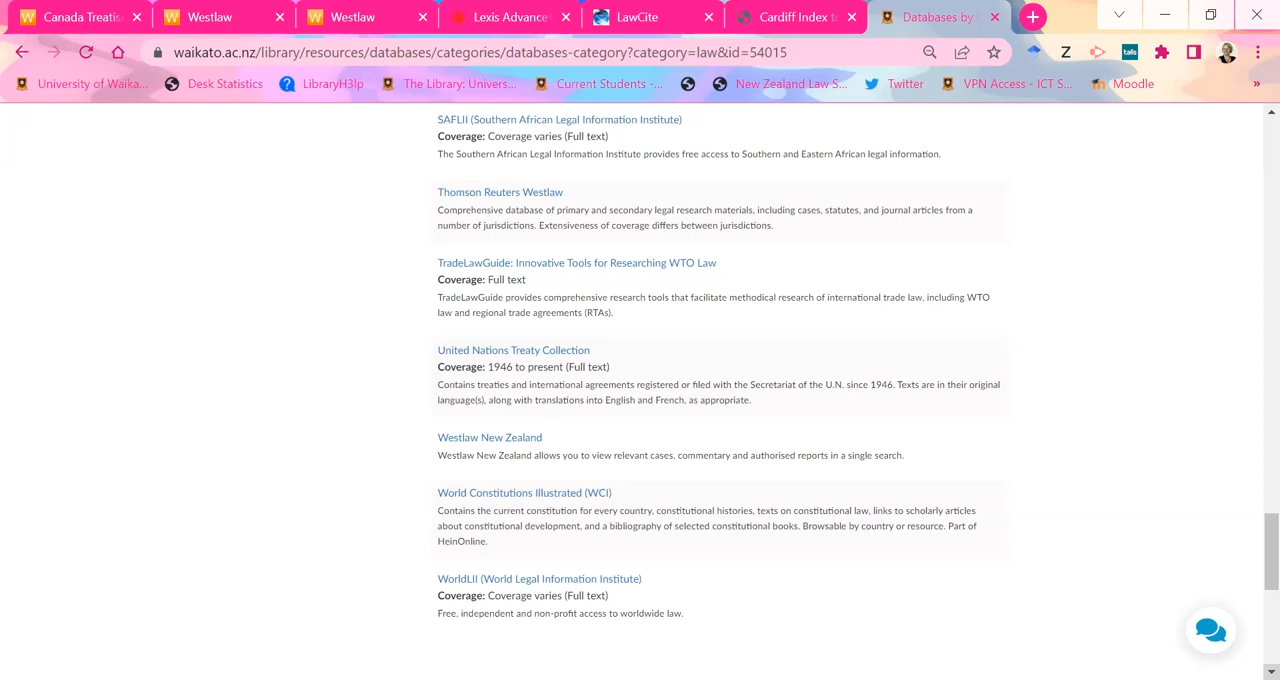 Canada Treatis
Westlaw
Westlaw
Lexis Advance
LawCite
Cardiff Index t
Databases by
waikato.ac.nz/library/resources/databases/categories/databases-category?category=law&id=54015
Z
talis
University of Waika...
Desk Statistics
LibraryH3lp
The Library: Univers...
Current Students -...
New Zealand Law S...
Twitter
VPN Access - ICT S...
Moodle
»
SAFLII (Southern African Legal Information Institute)
Coverage: Coverage varies (Full text)
The Southern African Legal Information Institute provides free access to Southern and Eastern African legal information.
Thomson Reuters Westlaw
Comprehensive database of primary and secondary legal research materials, including cases, statutes, and journal articles from a
number of jurisdictions. Extensiveness of coverage differs between jurisdictions.
TradeLawGuide: Innovative Tools for Researching WTO Law
Coverage: Full text
TradeLawGuide provides comprehensive research tools that facilitate methodical research of international trade law, including WTO
law and regional trade agreements (RTAs).
United Nations Treaty Collection
Coverage: 1946 to present (Full text)
Contains treaties and international agreements registered or filed with the Secretariat of the U.N. since 1946. Texts are in their original
language(s), along with translations into English and French, as appropriate.
Westlaw New Zealand
Westlaw New Zealand allows you to view relevant cases, commentary and authorised reports in a single search.
World Constitutions Illustrated (WCI)
Contains the current constitution for every country, constitutional histories, texts on constitutional law, links to scholarly articles
about constitutional development, and a bibliography of selected constitutional books. Browsable by country or resource. Part of
HeinOnline.
WorldLII (World Legal Information Institute)
Coverage: Coverage varies (Full text)
Free, independent and non-profit access to worldwide law.